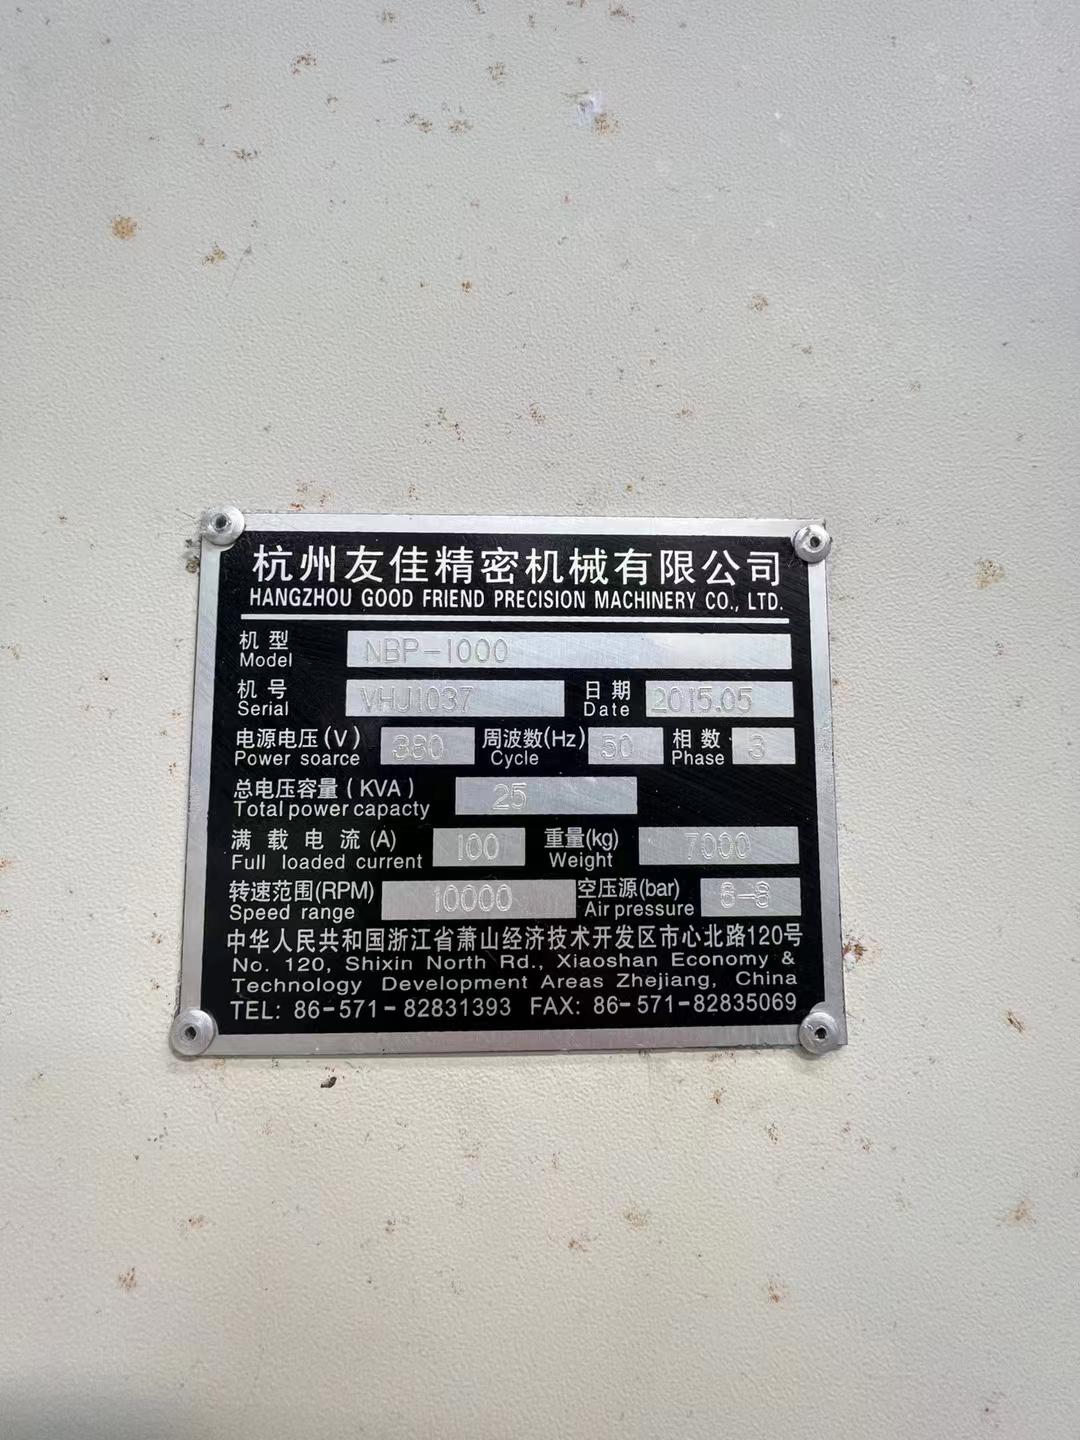 杭州友佳精密机械有限公司
HANGZHOU GOOD FRIEND PRECISION MACHINERY CO., LTD.
机型 NBP-1000
Model
机号 VHJ1037 日期 2015.05
Serial Date
电源电压(V) 380 周波数(Hz) 50 相数 3
Power soarce Cycle Phase
总电压容量(KVA) 25
Total power capacty
满载电流(A) 100 重量(kg) 7000
Full loaded current Weight
转速范围(RPM) 10000 空压源(bar)
Speed range Air pressure
中华人民共和国浙江省萧山经济技术开发区市心北路120号
No. 120, Shixin North Rd., Xiaoshan Economy &
Technology Development Areas Zhejiang, China
TEL: 86-571-82831393 FAX: 86-571-82835069